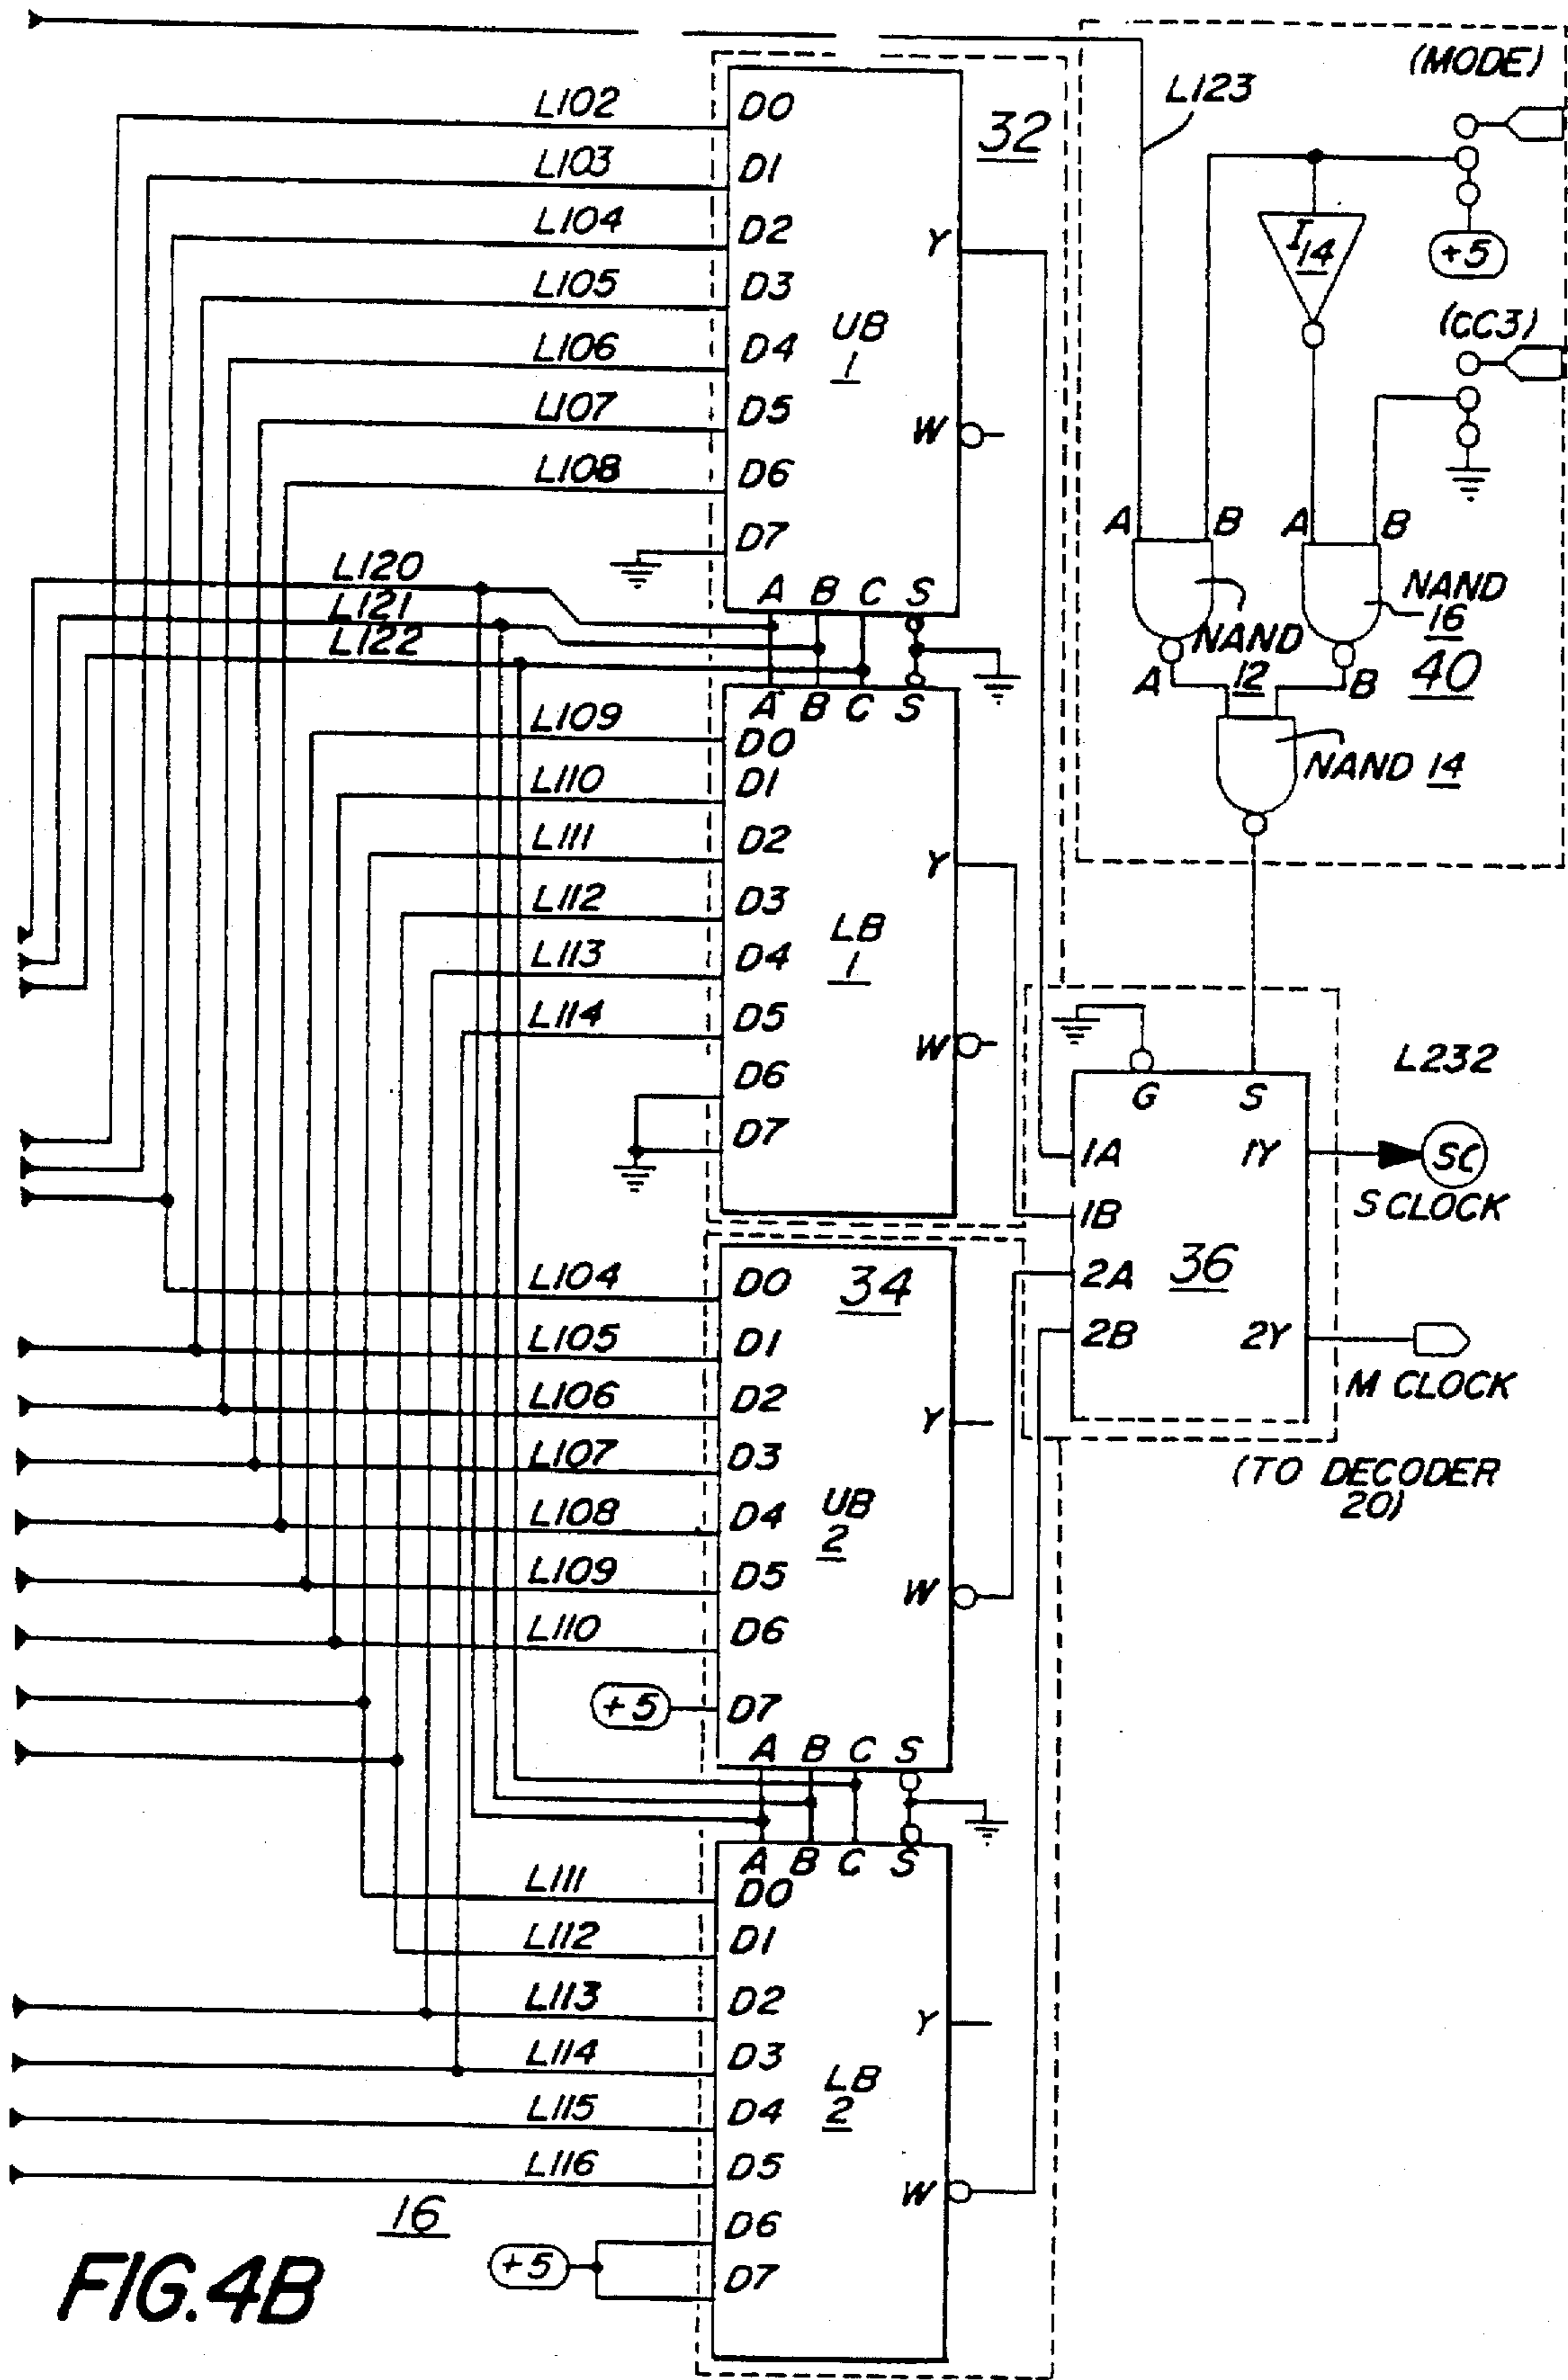 (MODE)
L123
L102 D0
32
L103 D1
L104 D2
Y
I 14
+5
L105 D3
UB
1
(CC3)
L106 D4
L107 D5
W
L108 D6
A B A B
D7
L120
A B C S
NAND
16
L121
NAND
12
L122
A B
40
A B C S
L109 D0
NAND 14
L110 D1
L111 D2
Y
L112 D3
LB
1
L113 D4
L114 D5
W
L232
D6
G S
D7
1A 1Y SC
S CLOCK
1B
36
34
L104 D0
2A
L105 D1
2B 2Y
M CLOCK
L106 D2
Y
L107 D3
(TO DECODER
20)
L108 D4
UB
2
L109 D5
W
L110 D6
+5 D7
A B C S
A B C S
L111 D0
L112 D1
L113 D2
Y
L114 D3
LB
2
L115 D4
L116 D5
W
16
D6
+5
D7
FIG.4B